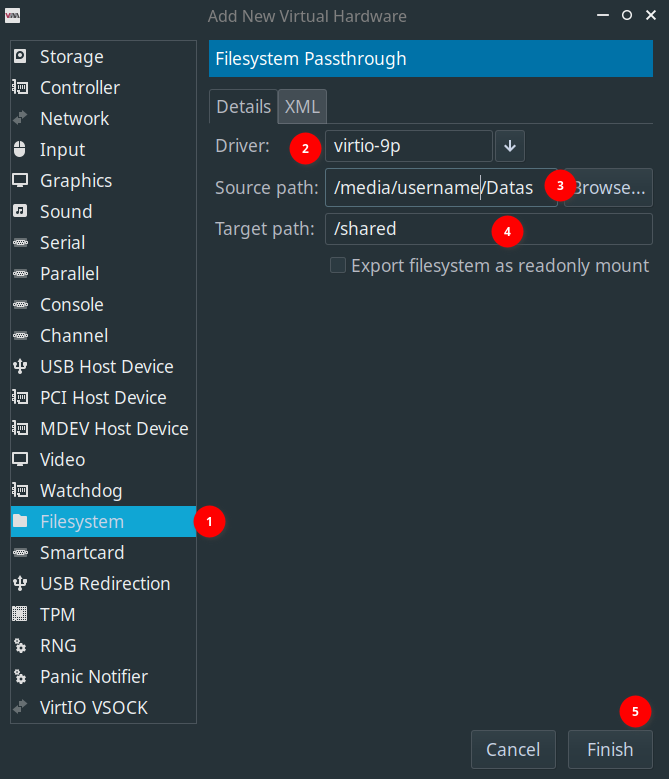 Add New Virtual Hardware
Storage
Controller
Network
Input
Graphics
Sound
Serial
Parallel
Console
Channel
USB Host Device
PCI Host Device
MDEV Host Device
Video
Watchdog
Filesystem
1
Smartcard
USB Redirection
TPM
RNG
Panic Notifier
VirtIO VSOCK
Filesystem Passthrough
Details
XML
Driver:
2
virtio-9p
Source path:
/media/username/Datas
3
Browse...
Target path:
/shared
4
Export filesystem as readonly mount
5
Cancel
Finish